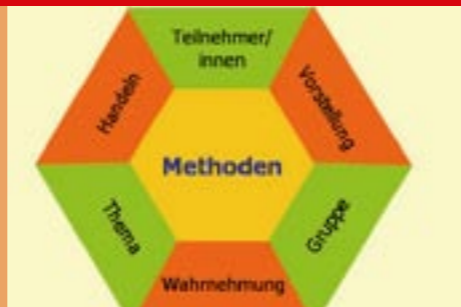 Teilnehmer/
innen
Handeln
Vorstellung
Methoden
Thema
Gruppe
Wahrnehmung